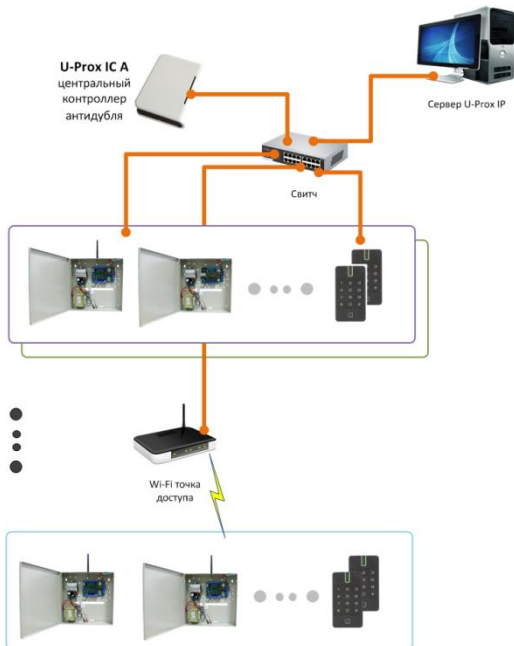 U-Prox IC A
центральный
контроллер
антидубля
Сервер U-Prox IP
Свитч
Wi-Fi точка
доступа